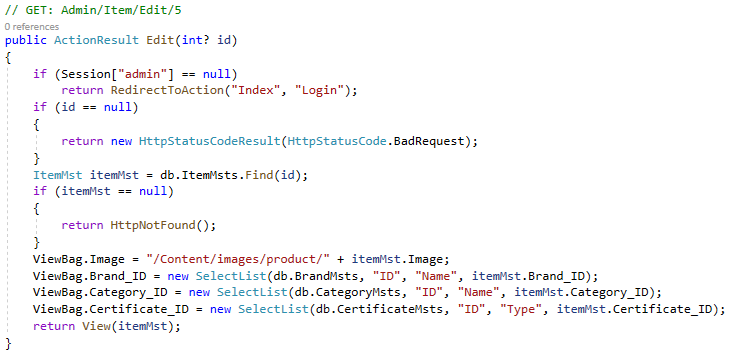 // GET: Admin/Item/Edit/5
0 references
public ActionResult Edit(int? id)
{
    if (Session["admin"] == null)
        return RedirectToAction("Index", "Login");
    if (id == null)
    {
        return new HttpStatusCodeResult(HttpStatusCode.BadRequest);
    }
    ItemMst itemMst = db.ItemMsts.Find(id);
    if (itemMst == null)
    {
        return HttpNotFound();
    }
    ViewBag.Image = "/Content/images/product/" + itemMst.Image;
    ViewBag.Brand_ID = new SelectList(db.BrandMsts, "ID", "Name", itemMst.Brand_ID);
    ViewBag.Category_ID = new SelectList(db.CategoryMsts, "ID", "Name", itemMst.Category_ID);
    ViewBag.Certificate_ID = new SelectList(db.CertificateMsts, "ID", "Type", itemMst.Certificate_ID);
    return View(itemMst);
}